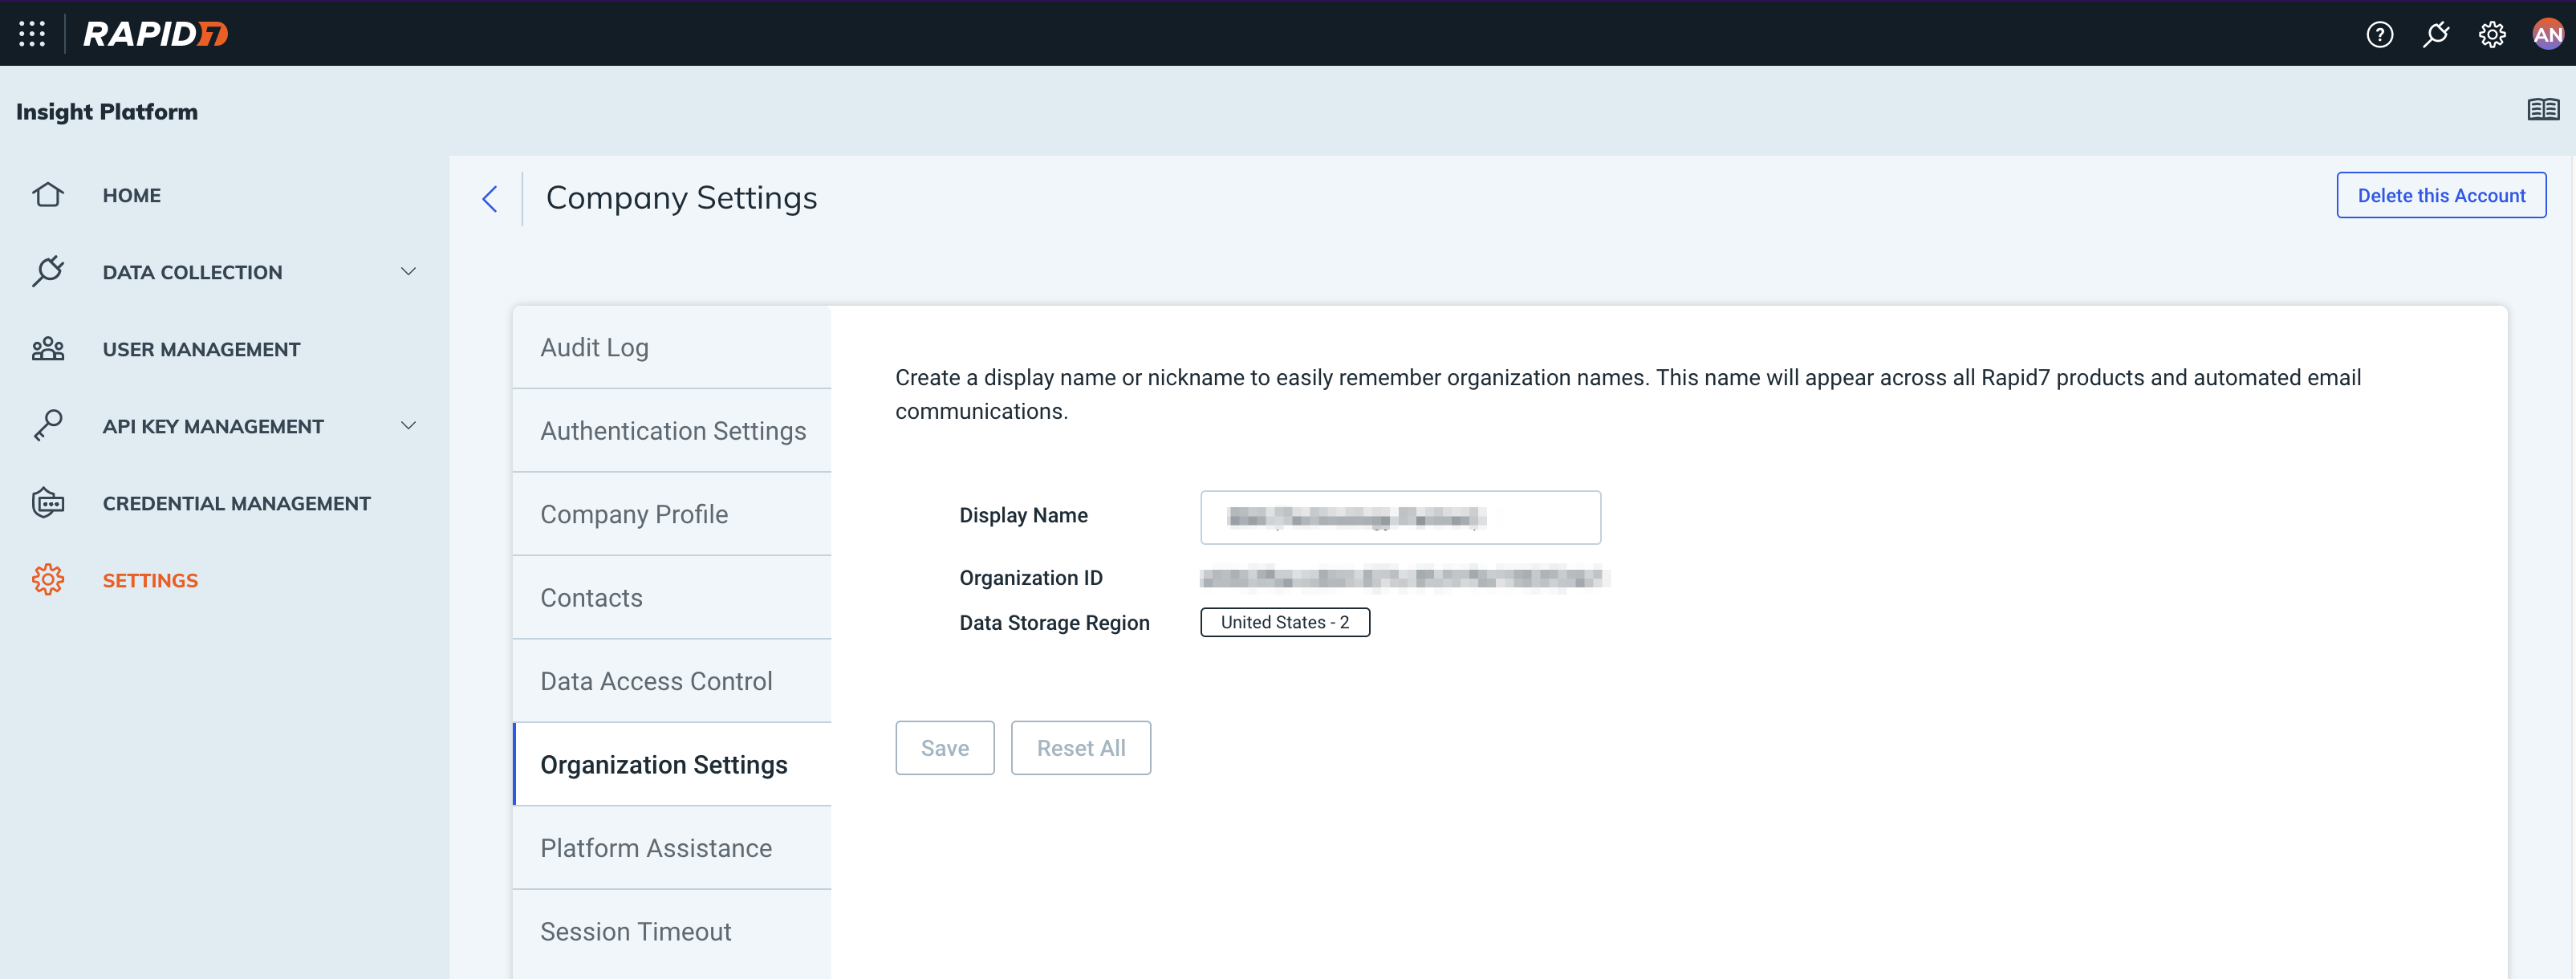 RAPID7
?
AN
Insight Platform
HOME
DATA COLLECTION
USER MANAGEMENT
API KEY MANAGEMENT
CREDENTIAL MANAGEMENT
SETTINGS
Company Settings
Delete this Account
Audit Log
Authentication Settings
Company Profile
Contacts
Data Access Control
Organization Settings
Platform Assistance
Session Timeout
Create a display name or nickname to easily remember organization names. This name will appear across all Rapid7 products and automated email
communications.
Display Name
Organization ID
Data Storage Region United States - 2
Save Reset All